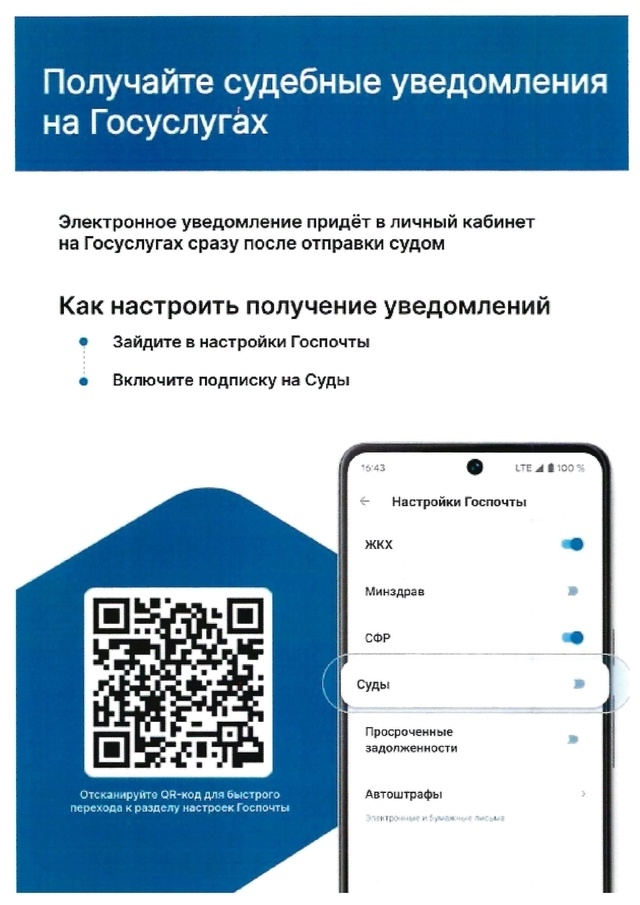 Получайте судебные уведомления
на Госуслугах
Электронное уведомление придёт в личный кабинет
на Госуслугах сразу после отправки судом
Как настроить получение уведомлений
Зайдите в настройки Госпочты
Включите подписку на Суды
16:43
LTE 100 %
Настройки Госпочты
ЖКХ
Минздрав
СФР
Суды
Просроченные
задолженности
Автоштрафы
Электронные и бумажные письма
Отсканируйте QR-код для быстрого
перехода к разделу настроек Госпочты